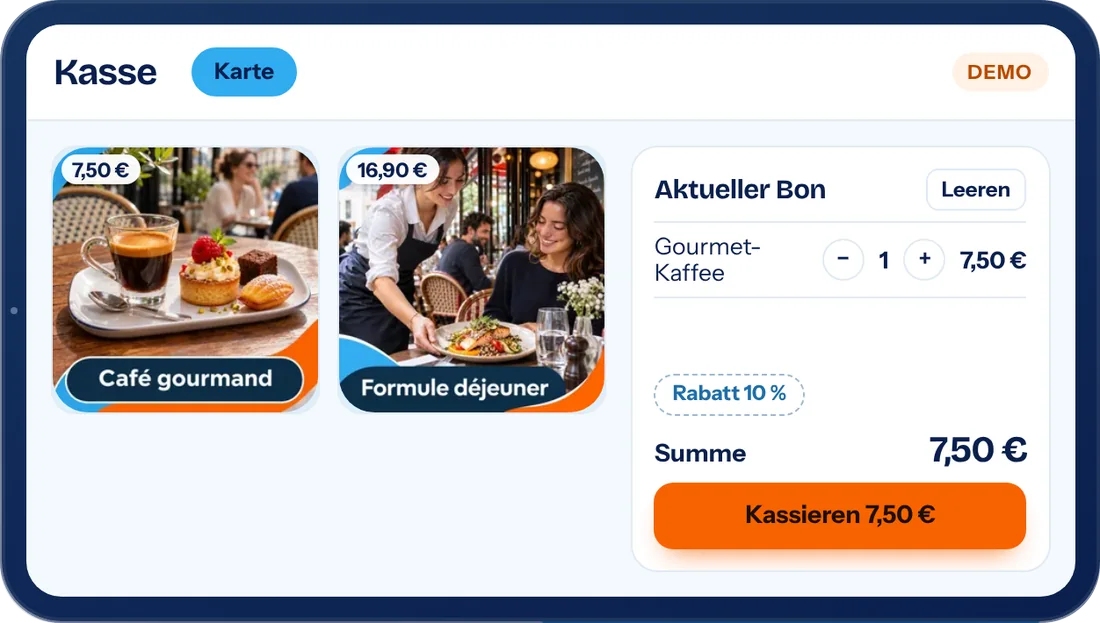 Kasse
Karte
DEMO
7,50 €
Café gourmand
16,90 €
Formule déjeuner
Aktueller Bon
Leeren
Gourmet-
Kaffee
− 1 + 7,50 €
Rabatt 10 %
Summe 7,50 €
Kassieren 7,50 €